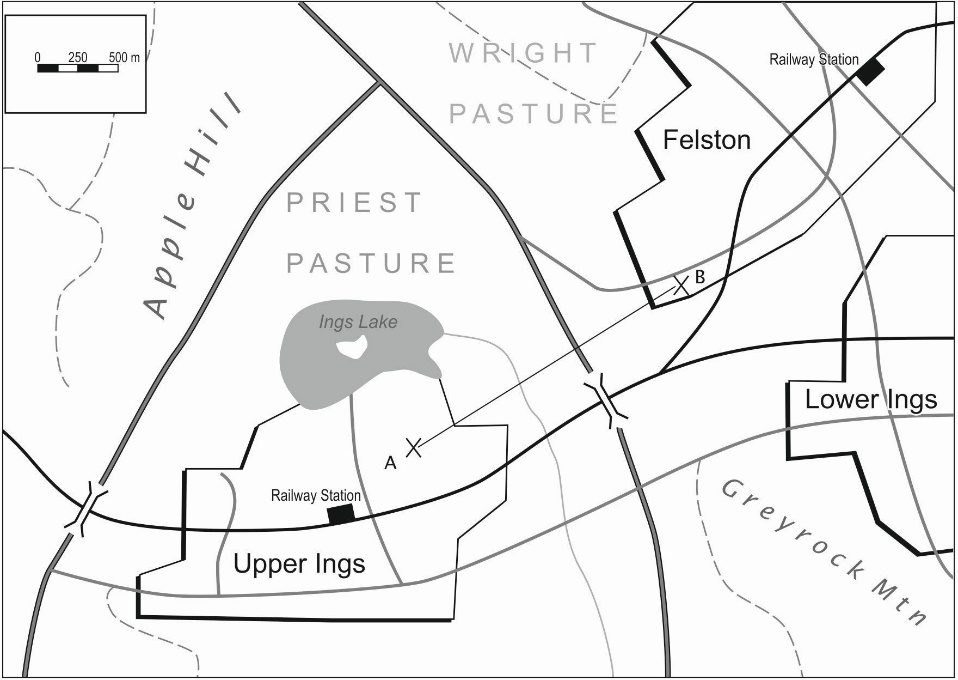 0 250 500 m
WRIGHT
PASTURE
Railway Station
Felston
Apple Hill
PRIEST
PASTURE
B
Ings Lake
Lower Ings
A
Railway Station
Upper Ings
Greyrock Mtn